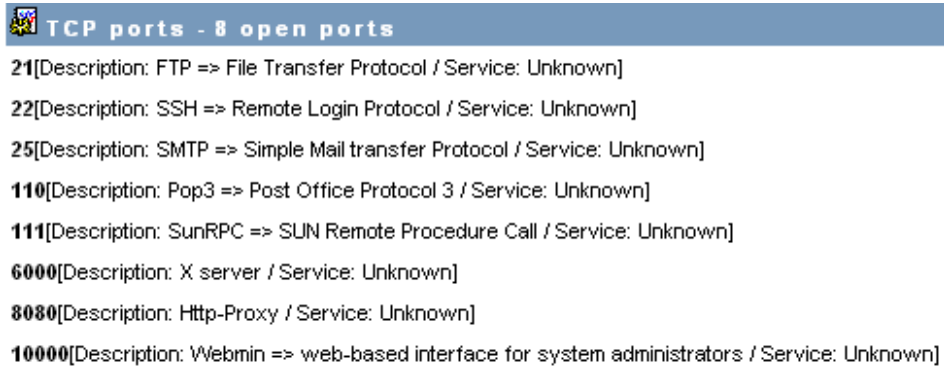 TCP ports - 8 open ports
21[Description: FTP => File Transfer Protocol / Service: Unknown]
22[Description: SSH => Remote Login Protocol / Service: Unknown]
25[Description: SMTP => Simple Mail transfer Protocol / Service: Unknown]
110[Description: Pop3 => Post Office Protocol 3 / Service: Unknown]
111[Description: SunRPC => SUN Remote Procedure Call / Service: Unknown]
6000[Description: X server / Service: Unknown]
8080[Description: Http-Proxy / Service: Unknown]
10000[Description: Webmin => web-based interface for system administrators / Service: Unknown]